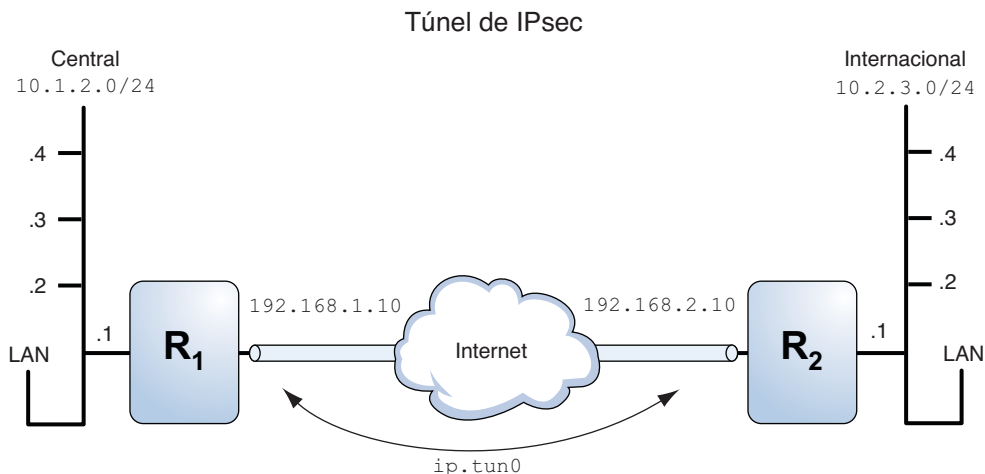 Túnel de IPsec
Central
10.1.2.0/24
Internacional
10.2.3.0/24
.4
.3
.2
.1
LAN
R1
192.168.1.10
Internet
192.168.2.10
R2
.4
.3
.2
.1
LAN
ip.tun0